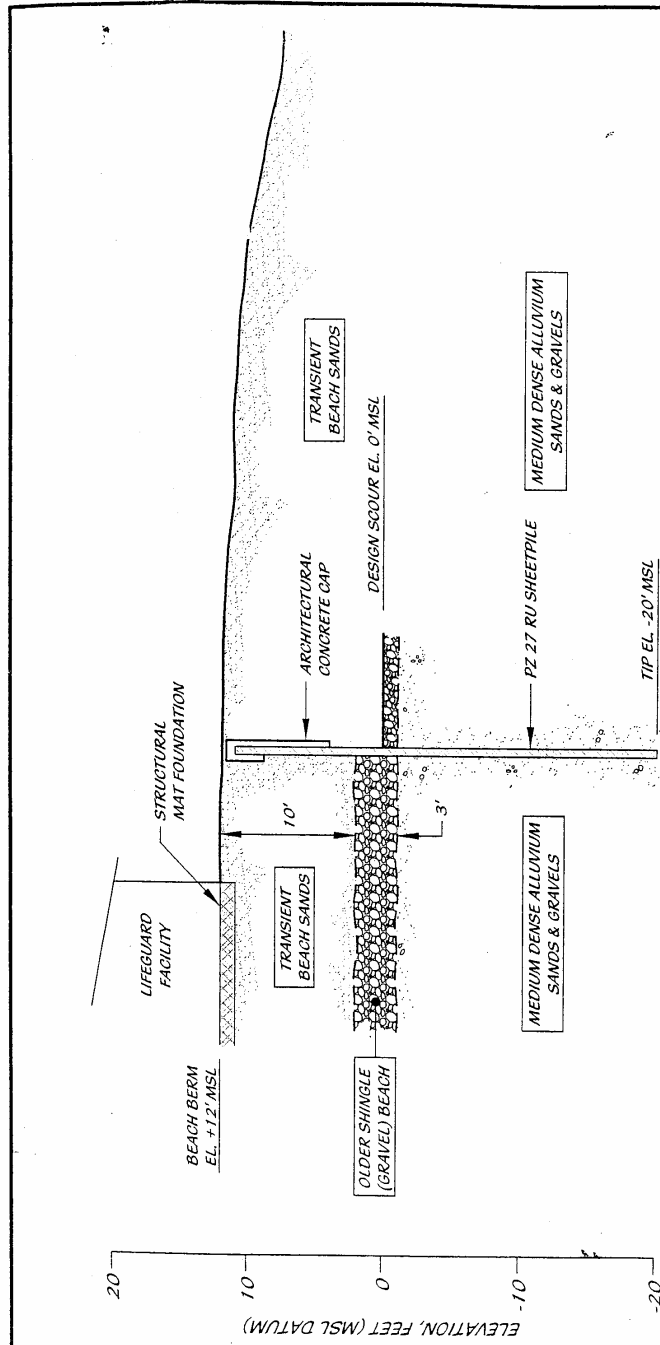 LIFEGUARD
FACILITY
STRUCTURAL
MAT FOUNDATION
BEACH BERM
EL. +12' MSL
ARCHITECTURAL
CONCRETE CAP
10'
TRANSIENT
BEACH SANDS
TRANSIENT
BEACH SANDS
OLDER SHINGLE
(GRAVEL) BEACH
DESIGN SCOUR EL. 0' MSL
3'
MEDIUM DENSE ALLUVIUM
SANDS & GRAVELS
PZ 27 RU SHEETPILE
MEDIUM DENSE ALLUVIUM
SANDS & GRAVELS
TIP EL. -20' MSL
20
10
0
-10
-20
ELEVATION, FEET (MSL DATUM)